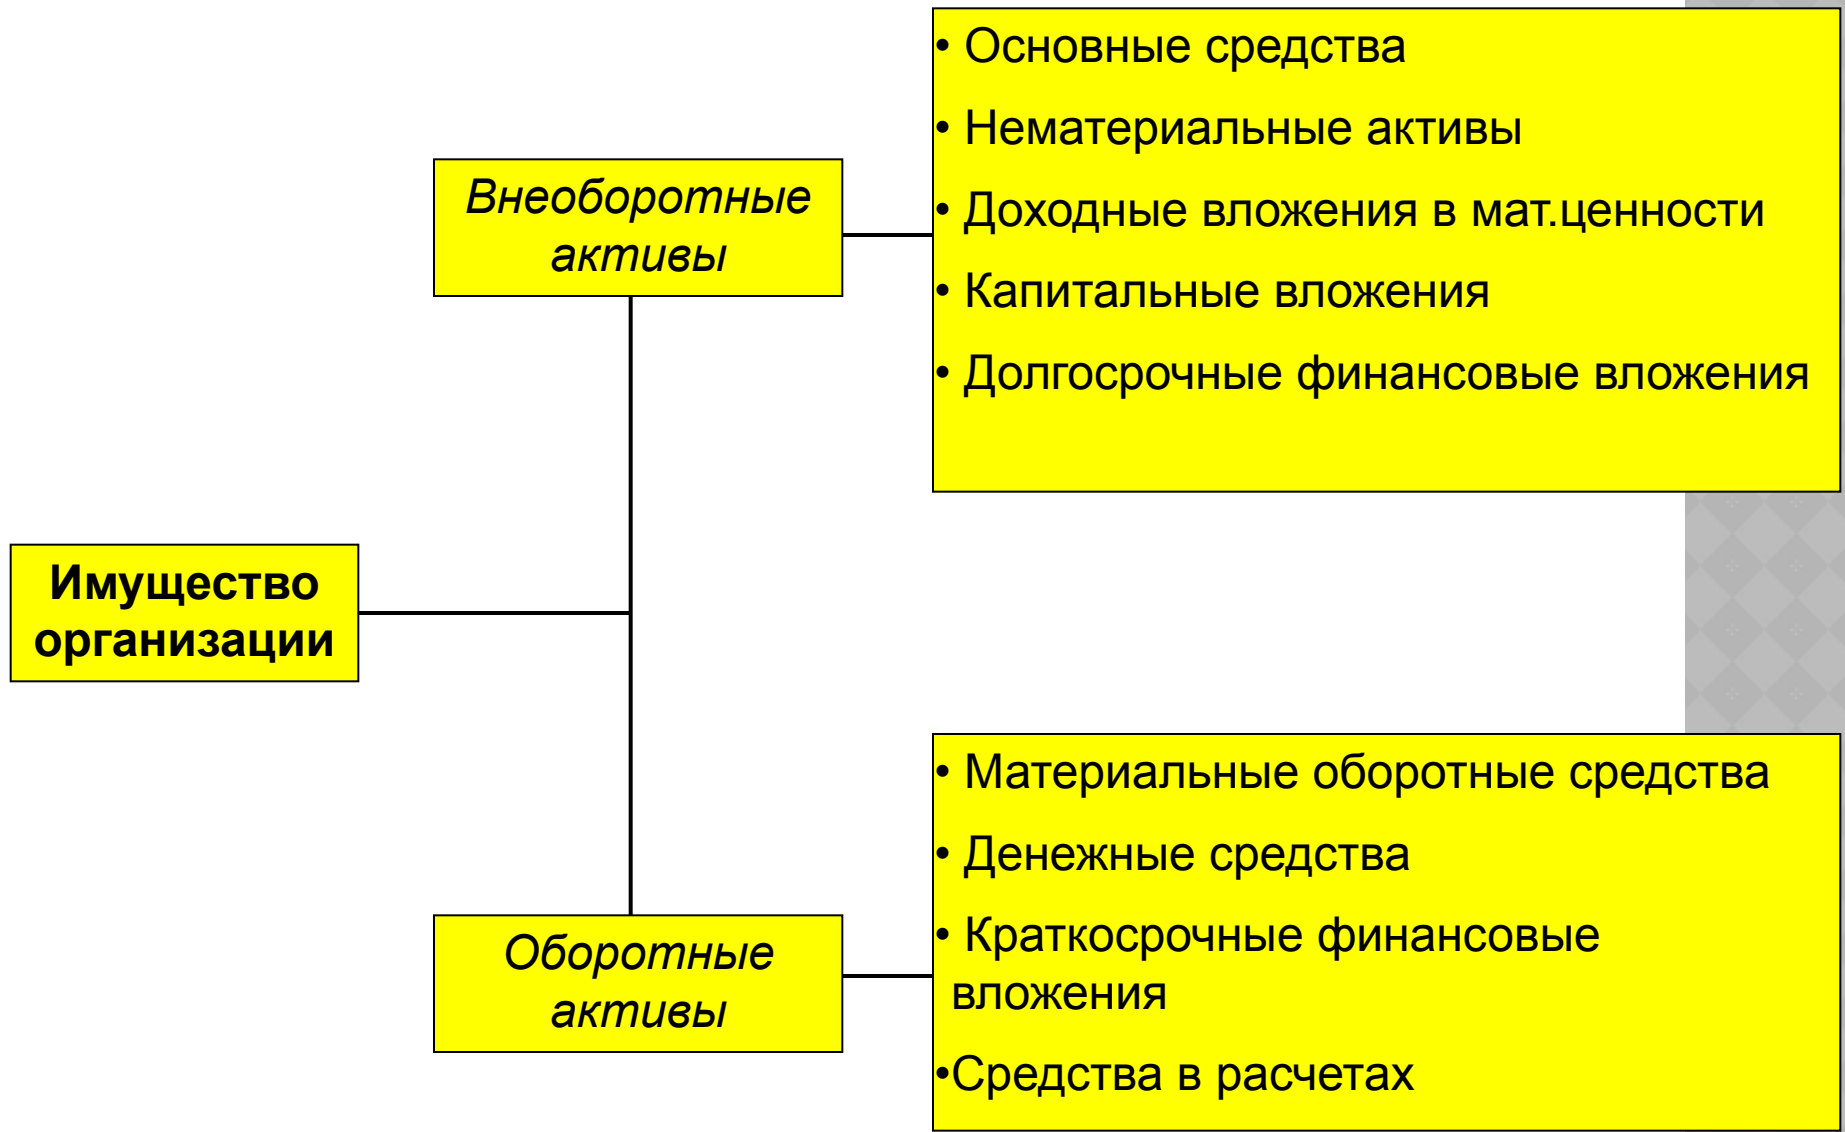 Имущество
организации
Внеоборотные
активы
• Основные средства
• Нематериальные активы
• Доходные вложения в мат.ценности
• Капитальные вложения
• Долгосрочные финансовые вложения
Оборотные
активы
• Материальные оборотные средства
• Денежные средства
• Краткосрочные финансовые
вложения
•Средства в расчетах